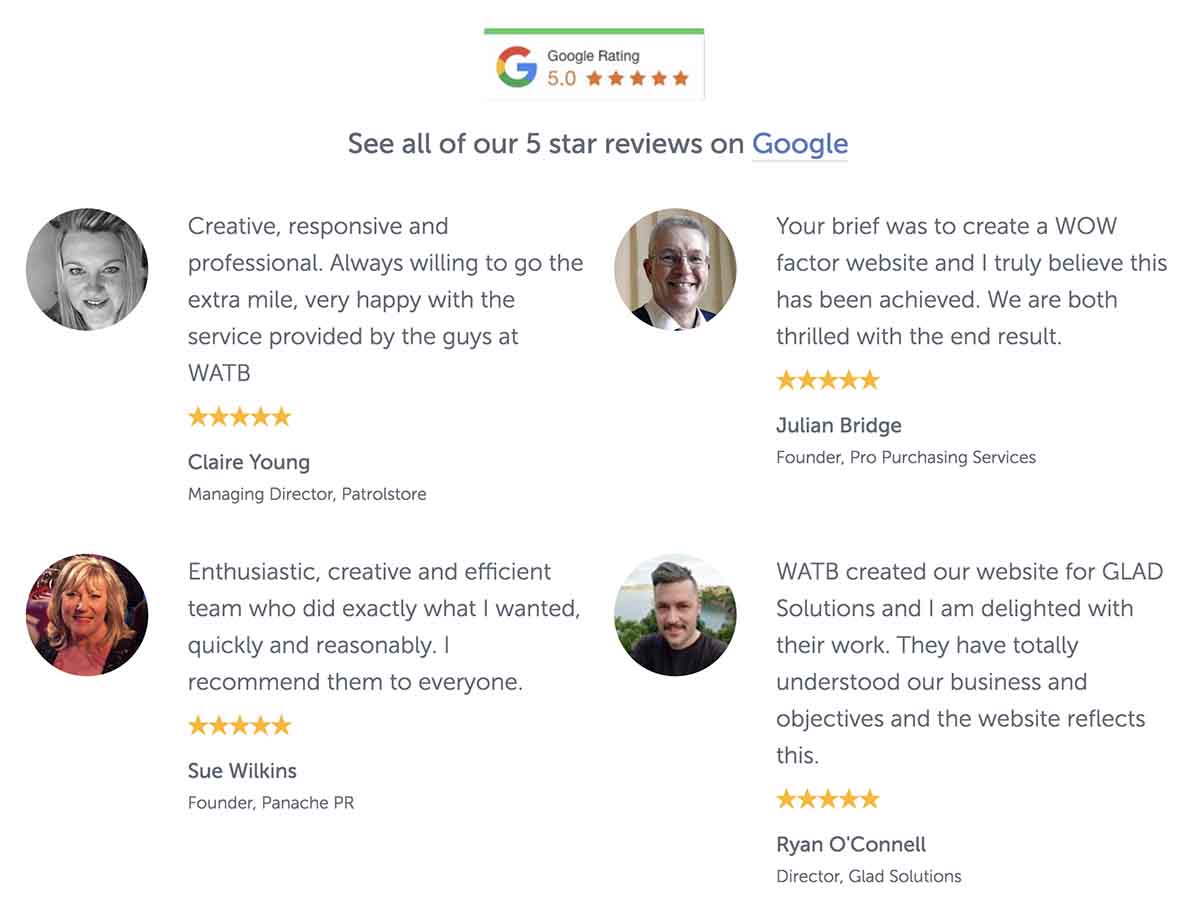 Google Rating
5.0
See all of our 5 star reviews on Google
Creative, responsive and
professional. Always willing to go the
extra mile, very happy with the
service provided by the guys at
WATB
Claire Young
Managing Director, Patrolstore
Your brief was to create a WOW
factor website and I truly believe this
has been achieved. We are both
thrilled with the end result.
Julian Bridge
Founder, Pro Purchasing Services
Enthusiastic, creative and efficient
team who did exactly what I wanted,
quickly and reasonably. I
recommend them to everyone.
Sue Wilkins
Founder, Panache PR
WATB created our website for GLAD
Solutions and I am delighted with
their work. They have totally
understood our business and
objectives and the website reflects
this.
Ryan O'Connell
Director, Glad Solutions